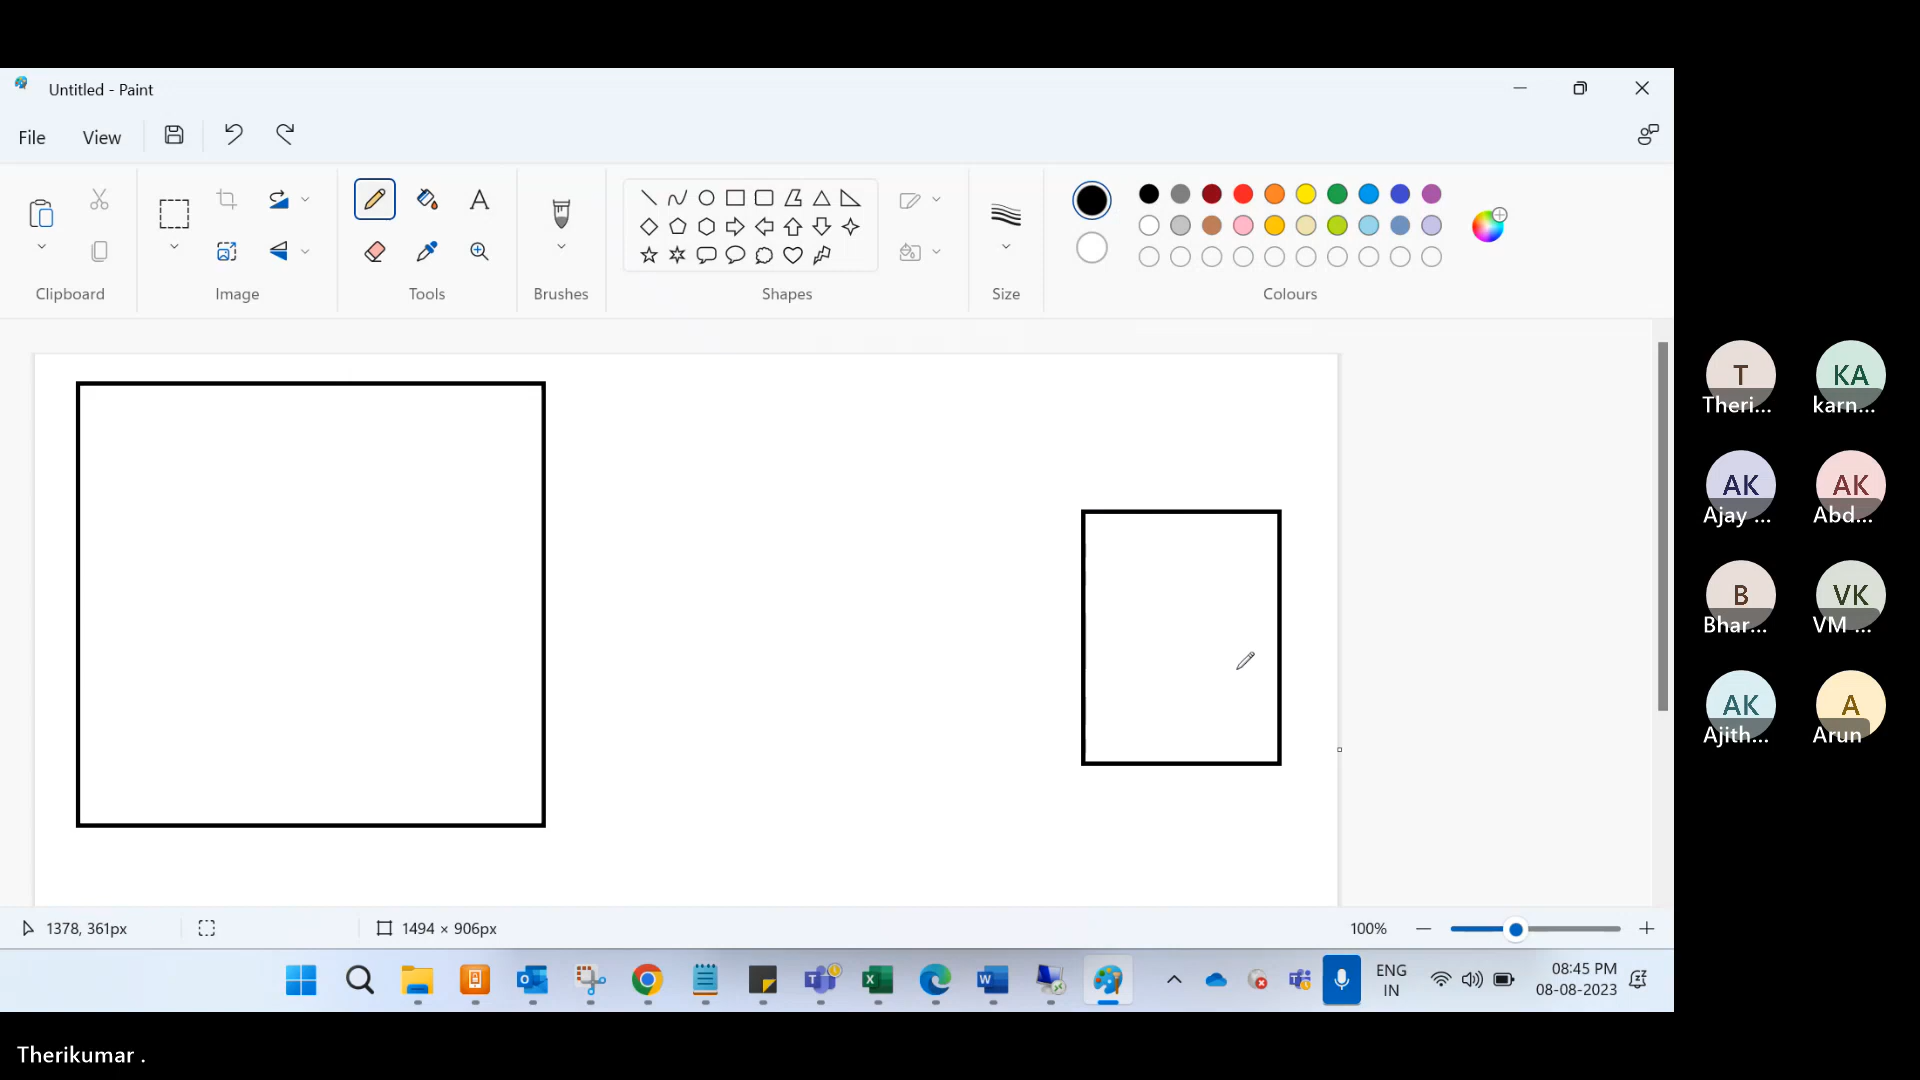 Untitled - Paint
File View
Clipboard Image Tools Brushes Shapes Size Colours
T
Theri...
KA
karn...
AK
Ajay ...
AK
Abd...
B
Bhar...
VK
VM ...
AK
Ajith...
A
Arun
1378, 361px 1494 × 906px 100%
ENG
IN
08:45 PM
08-08-2023
Therikumar .